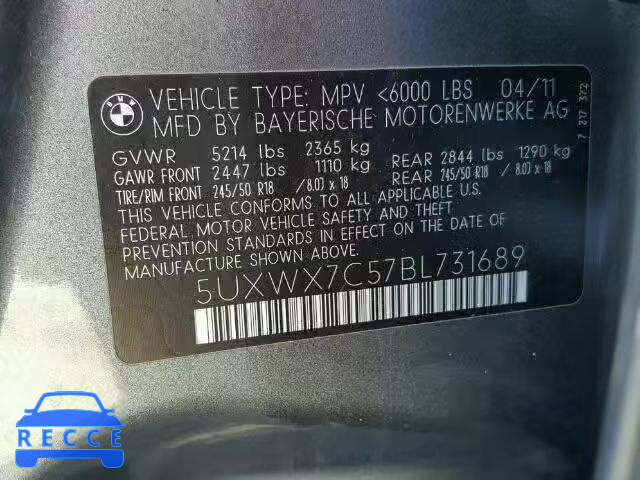 BMW
VEHICLE TYPE: MPV <6000 LBS 04/11
MFD BY BAYERISCHE MOTORENWERKE AG
GVWR 5214 lbs 2365 kg
GAWR FRONT 2447 lbs 1110 kg REAR 2844 lbs 1290 kg
TIRE/RIM FRONT 245/50 R18 /8.0J x 18 REAR 245/50 R18 /8.0J x 18
THIS VEHICLE CONFORMS TO ALL APPLICABLE
FEDERAL MOTOR VEHICLE SAFETY AND THEFT
PREVENTION STANDARDS IN EFFECT ON THE DATE OF
MANUFACTURE SHOWN ABOVE.
5UXWX7C57BL731689
7 217 372
RECCE